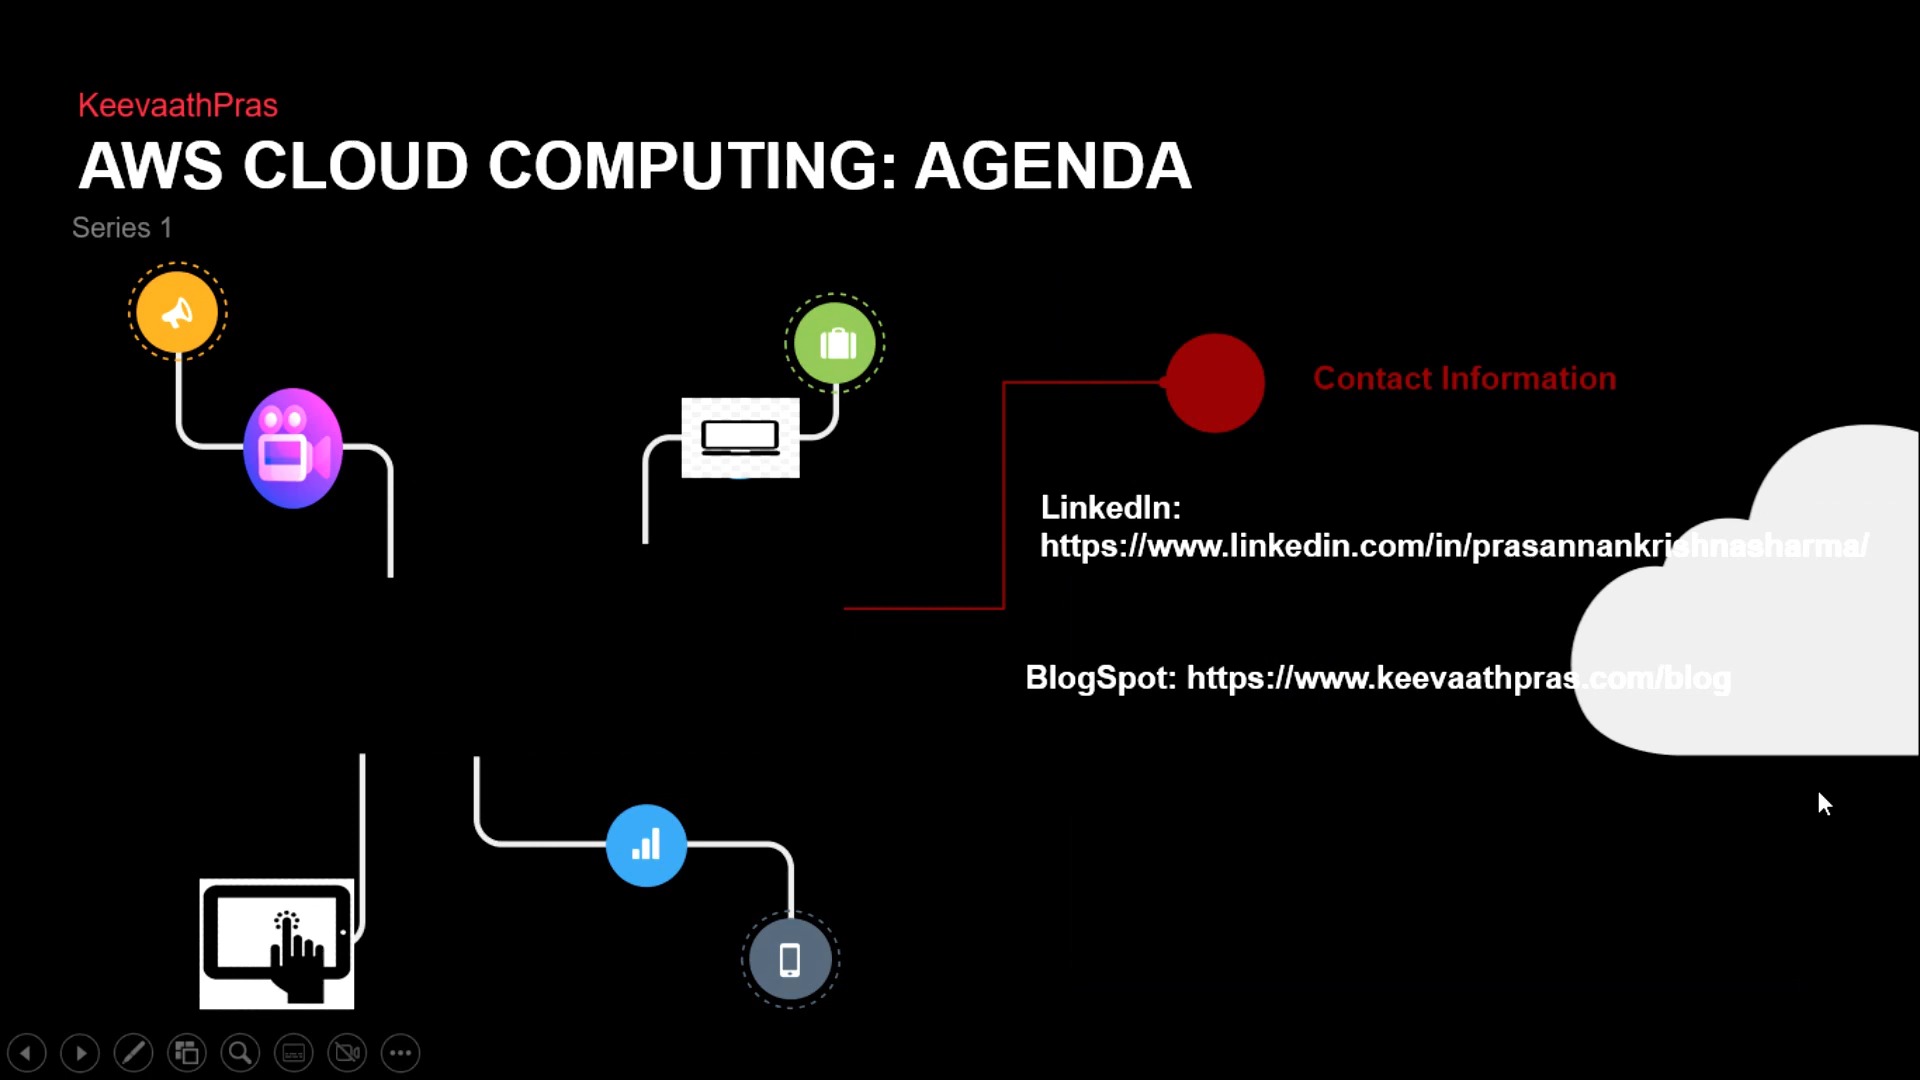 KeevaathPras
AWS CLOUD COMPUTING: AGENDA
Series 1
Contact Information
LinkedIn:
https://www.linkedin.com/in/prasannankrishnasharma/
BlogSpot: https://www.keevaathpras.com/blog